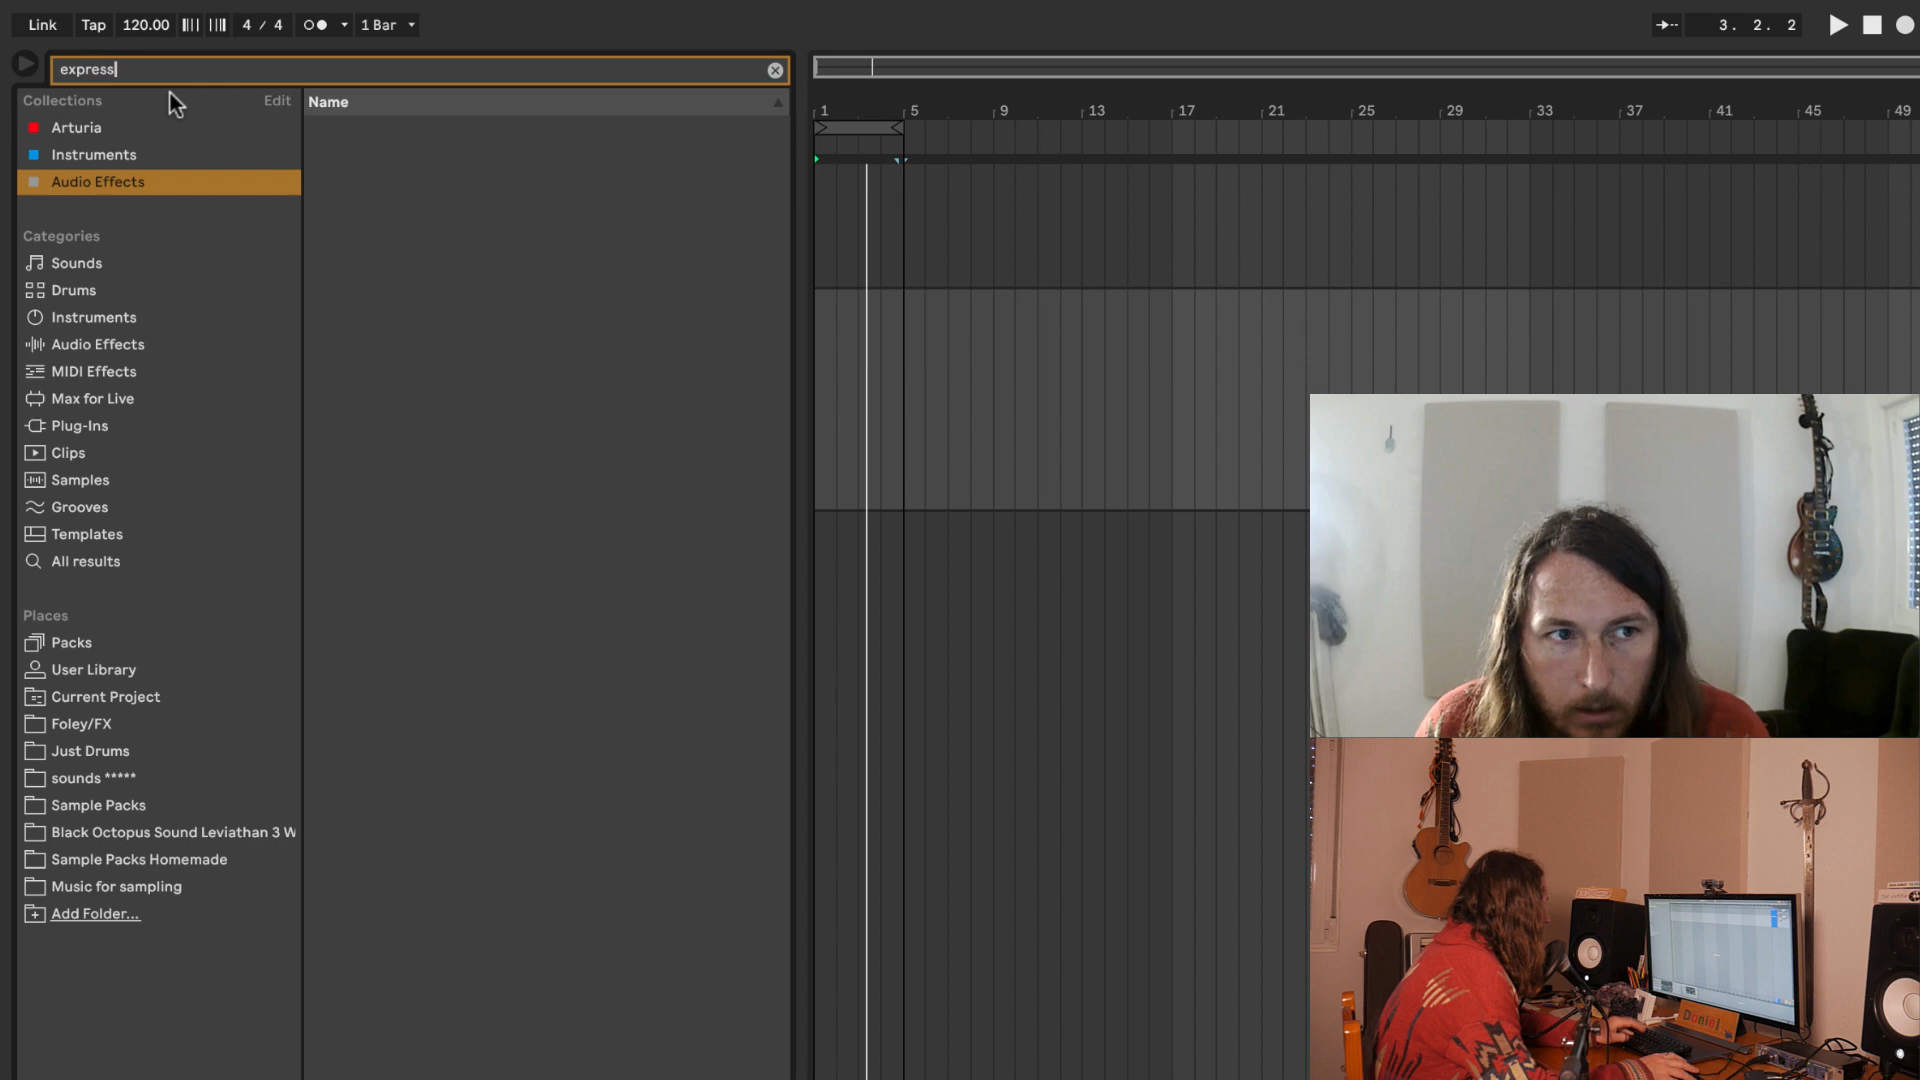 Link Tap 120.00 4 / 4 1 Bar 3. 2. 2
express
Collections Edit
Arturia
Instruments
Audio Effects
Categories
Sounds
Drums
Instruments
Audio Effects
MIDI Effects
Max for Live
Plug-Ins
Clips
Samples
Grooves
Templates
All results
Places
Packs
User Library
Current Project
Foley/FX
Just Drums
sounds *****
Sample Packs
Black Octopus Sound Leviathan 3 W
Sample Packs Homemade
Music for sampling
Add Folder...
Name
1 5 9 13 17 21 25 29 33 37 41 45 49
Daniel